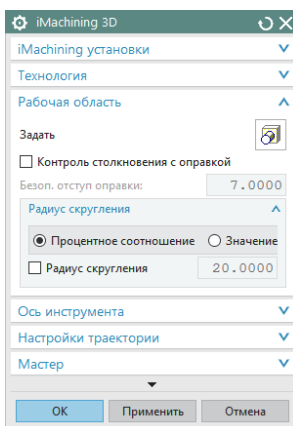 iMachining 3D
iMachining установки
Технология
Рабочая область
Задать
Контроль столкновения с оправкой
Безоп. отступ оправки: 7.0000
Радиус скругления
Процентное соотношение Значение
Радиус скругления 20.0000
Ось инструмента
Настройки траектории
Мастер
ОК Применить Отмена